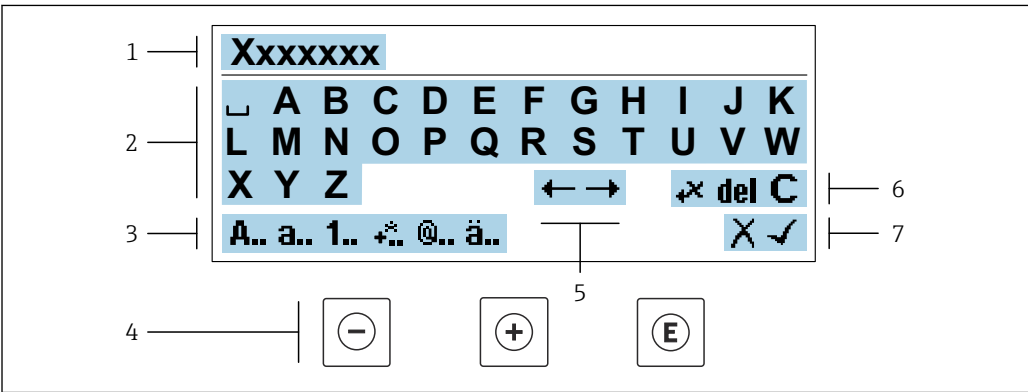 1 Xxxxxxx
2 ⌴ A B C D E F G H I J K
L M N O P Q R S T U V W
X Y Z ← → +× del C 6
3 A.. a.. 1.. +*.. @.. ä.. X ✓ 7
5
4 − + E